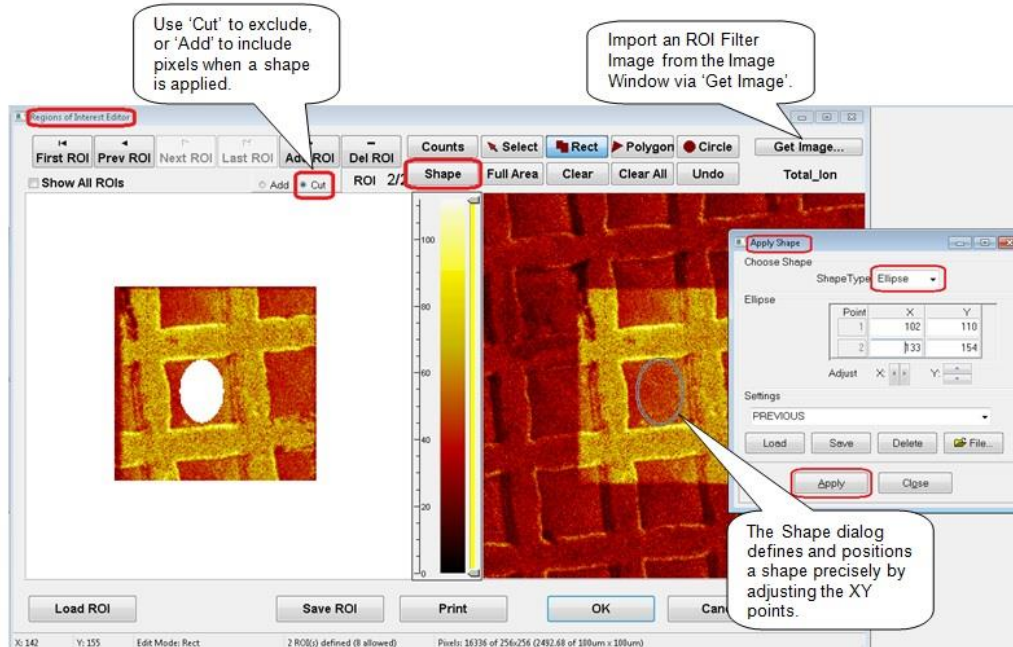 Use ‘Cut’ to exclude,
or ‘Add’ to include
pixels when a shape
is applied.
Import an ROI Filter
Image from the Image
Window via ‘Get Image’.
Regions of Interest Editor
First ROI Prev ROI Next ROI Last ROI Add ROI Del ROI Counts Select Rect Polygon Circle Get Image...
Show All ROIs Add Cut ROI 2/2 Shape Full Area Clear Clear All Undo Total_Ion
100
80
60
40
20
0
Apply Shape
Choose Shape
ShapeType Ellipse
Ellipse
Point X Y
1 102 110
2 133 154
Adjust X: Y:
Settings
PREVIOUS
Load Save Delete File...
Apply Close
The Shape dialog
defines and positions
a shape precisely by
adjusting the XY
points.
Load ROI Save ROI Print OK Canc
X: 142 Y: 155 Edit Mode: Rect 2 ROI(s) defined (8 allowed) Pixels: 16336 of 256x256 (2492.68 of 100um x 100um)